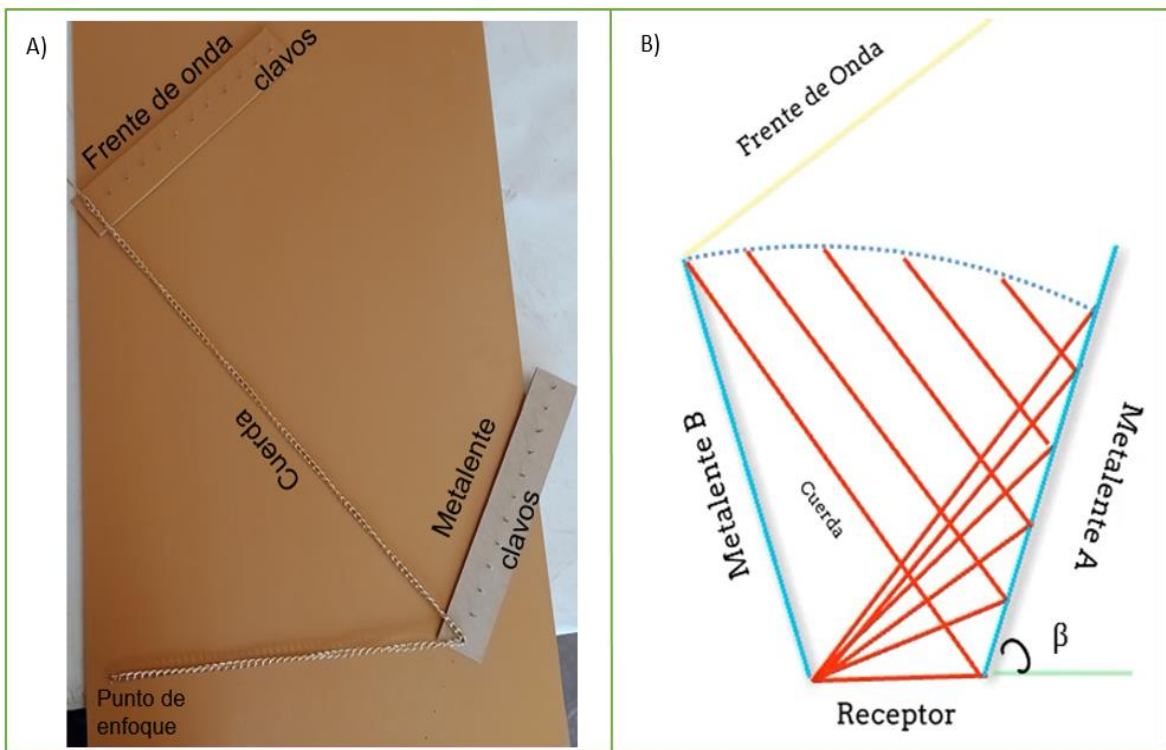 A)
Frente de onda
clavos
Cuerda
Metalente
clavos
Punto de
enfoque
B)
Frente de Onda
Metalente B
Cuerda
Metalente A
β
Receptor